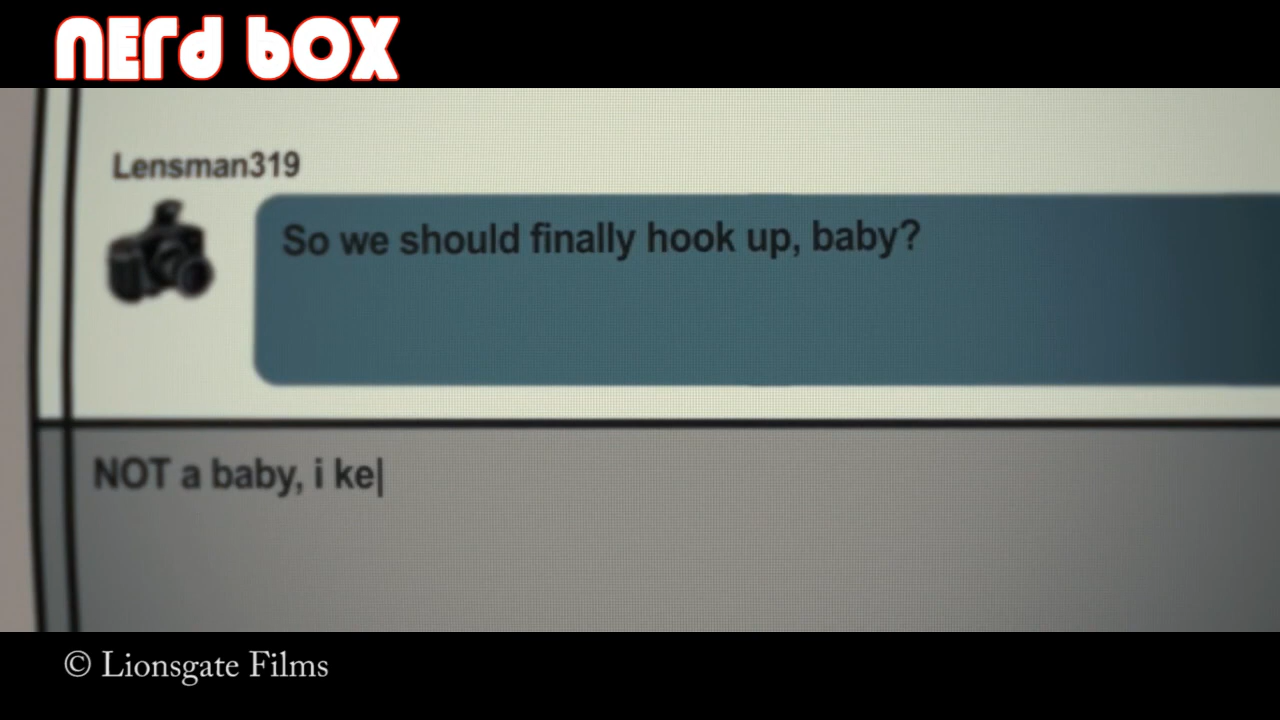 nerd box
Lensman319
So we should finally hook up, baby?
NOT a baby, i ke
© Lionsgate Films